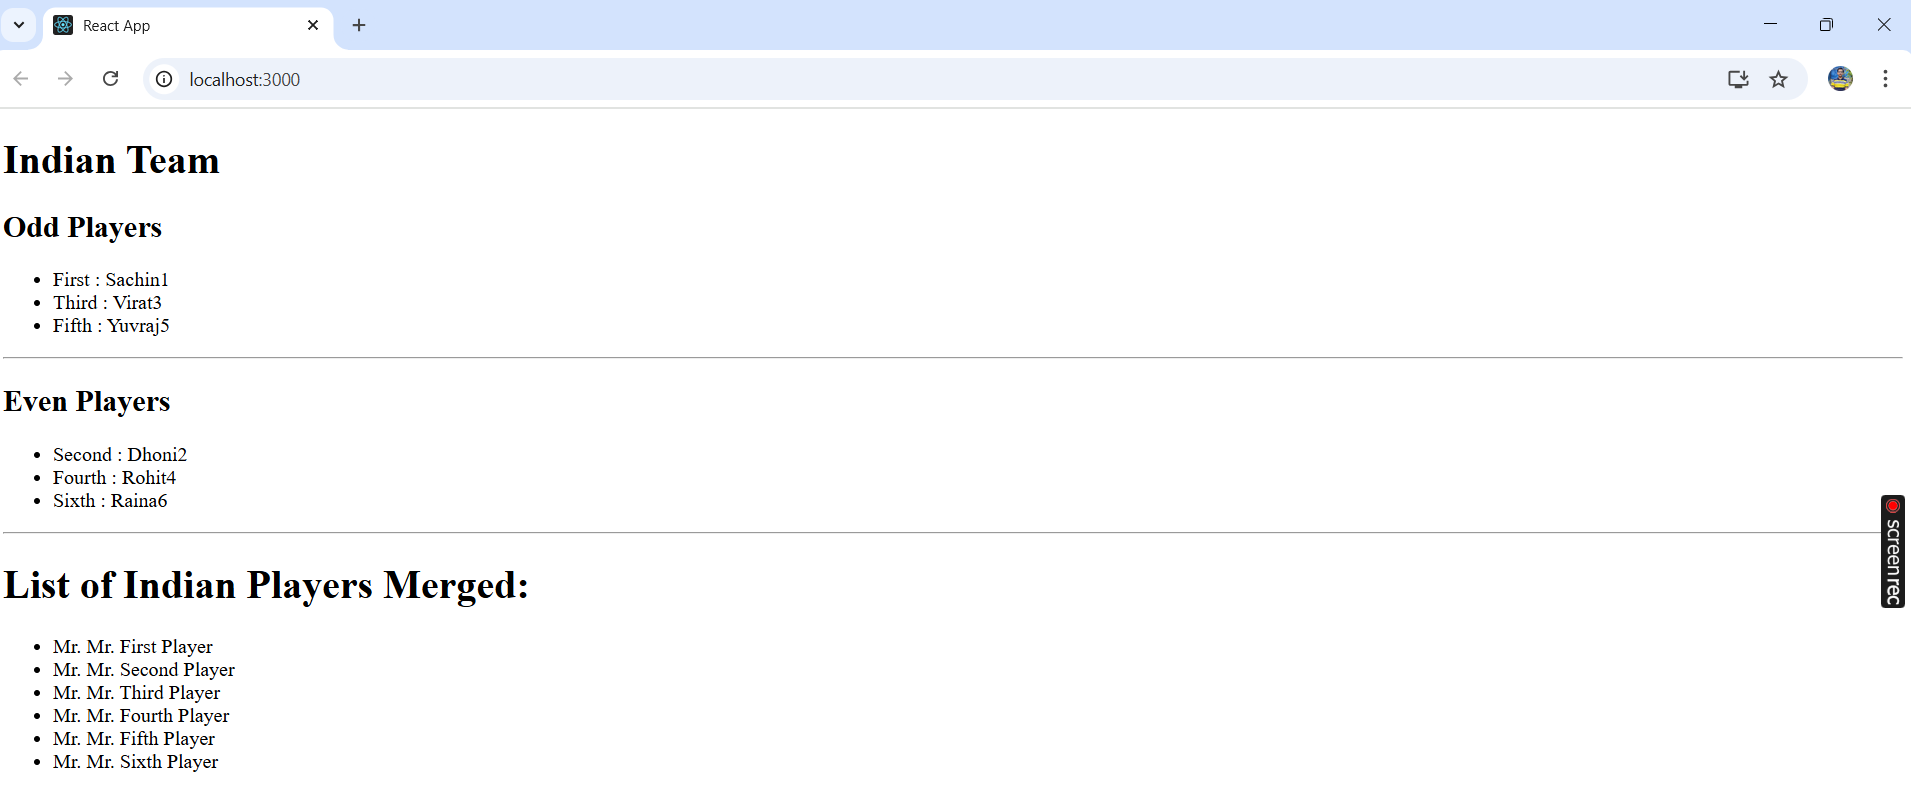 React App
localhost:3000
Indian Team
Odd Players
First : Sachin1
Third : Virat3
Fifth : Yuvraj5
Even Players
Second : Dhoni2
Fourth : Rohit4
Sixth : Raina6
screenrec
List of Indian Players Merged:
Mr. Mr. First Player
Mr. Mr. Second Player
Mr. Mr. Third Player
Mr. Mr. Fourth Player
Mr. Mr. Fifth Player
Mr. Mr. Sixth Player